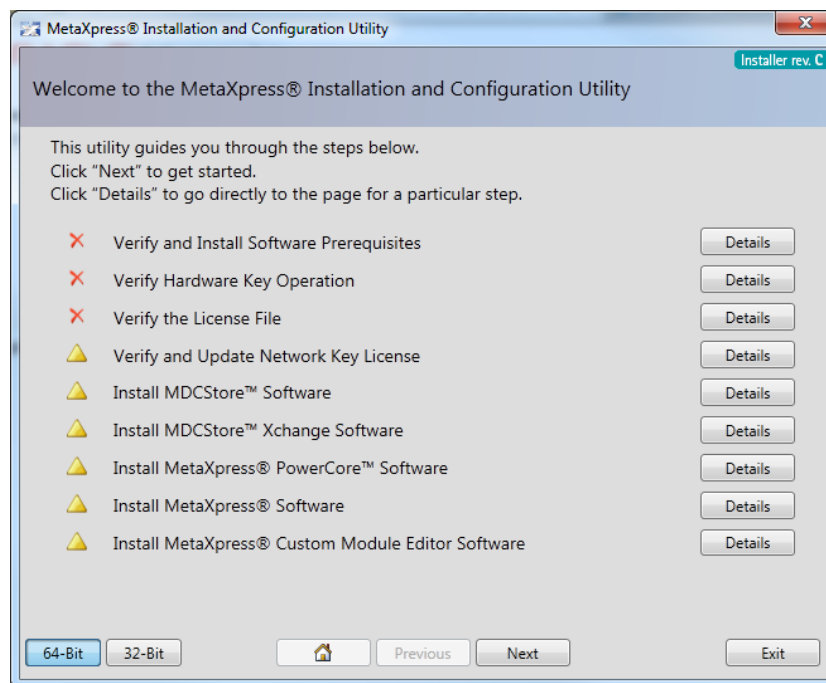 MetaXpress® Installation and Configuration Utility
Installer rev. C
Welcome to the MetaXpress® Installation and Configuration Utility
This utility guides you through the steps below.
Click “Next” to get started.
Click “Details” to go directly to the page for a particular step.
Verify and Install Software Prerequisites Details
Verify Hardware Key Operation Details
Verify the License File Details
Verify and Update Network Key License Details
Install MDCStore™ Software Details
Install MDCStore™ Xchange Software Details
Install MetaXpress® PowerCore™ Software Details
Install MetaXpress® Software Details
Install MetaXpress® Custom Module Editor Software Details
64-Bit 32-Bit Previous Next Exit